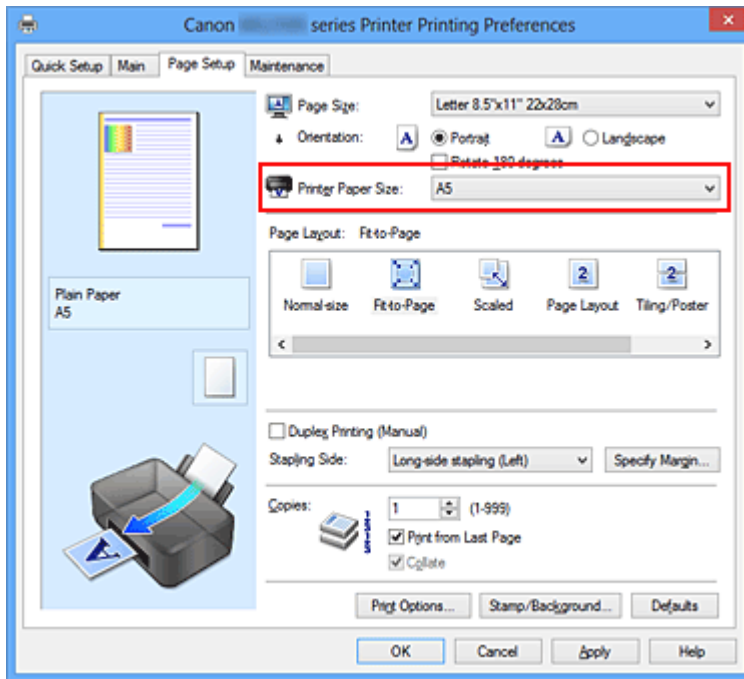 Canon series Printer Printing Preferences
Quick Setup Main Page Setup Maintenance
Page Size: Letter 8.5"x11" 22x28cm
Orientation: A Portrait A Landscape
Rotate 180 degrees
Printer Paper Size: A5
Page Layout: Fit-to-Page
Normal-size Fit-to-Page Scaled Page Layout Tiling/Poster
Plain Paper
A5
Duplex Printing (Manual)
Stapling Side: Long-side stapling (Left) Specify Margin...
Copies: 1 (1-999)
Print from Last Page
Collate
Print Options... Stamp/Background... Defaults
OK Cancel Apply Help